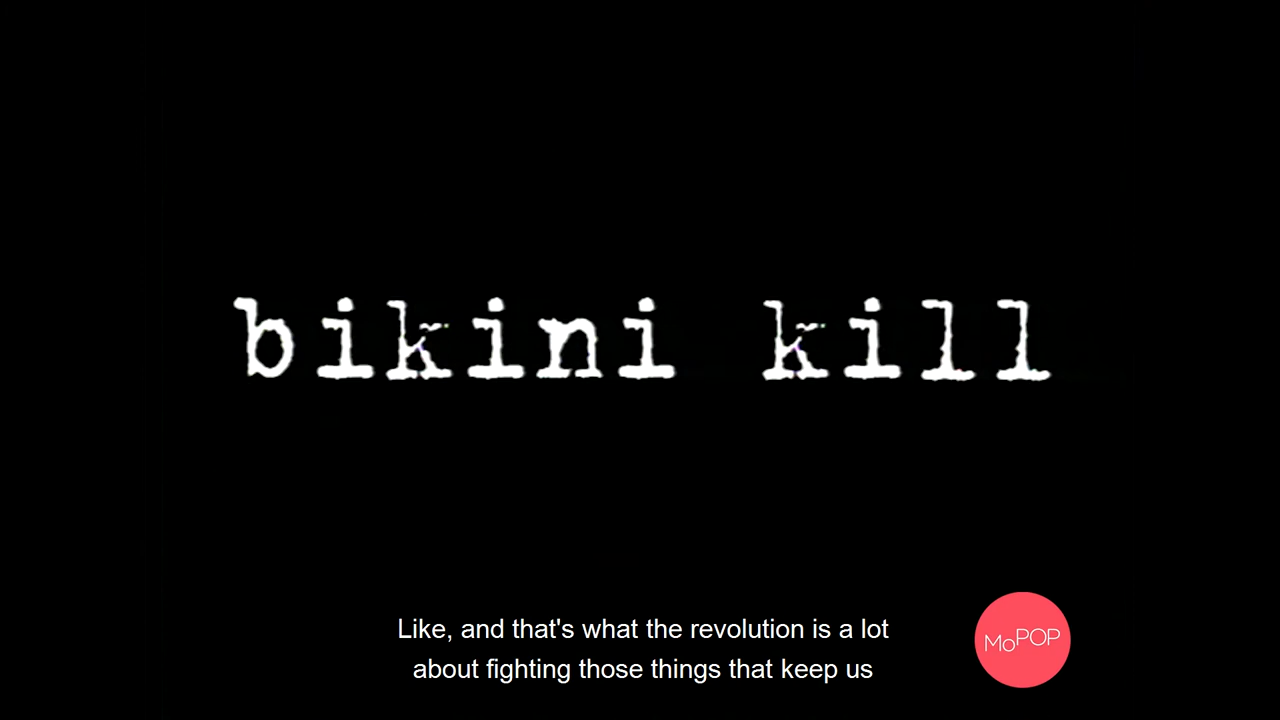 bikini kill
Like, and that's what the revolution is a lot
about fighting those things that keep us
MoPOP